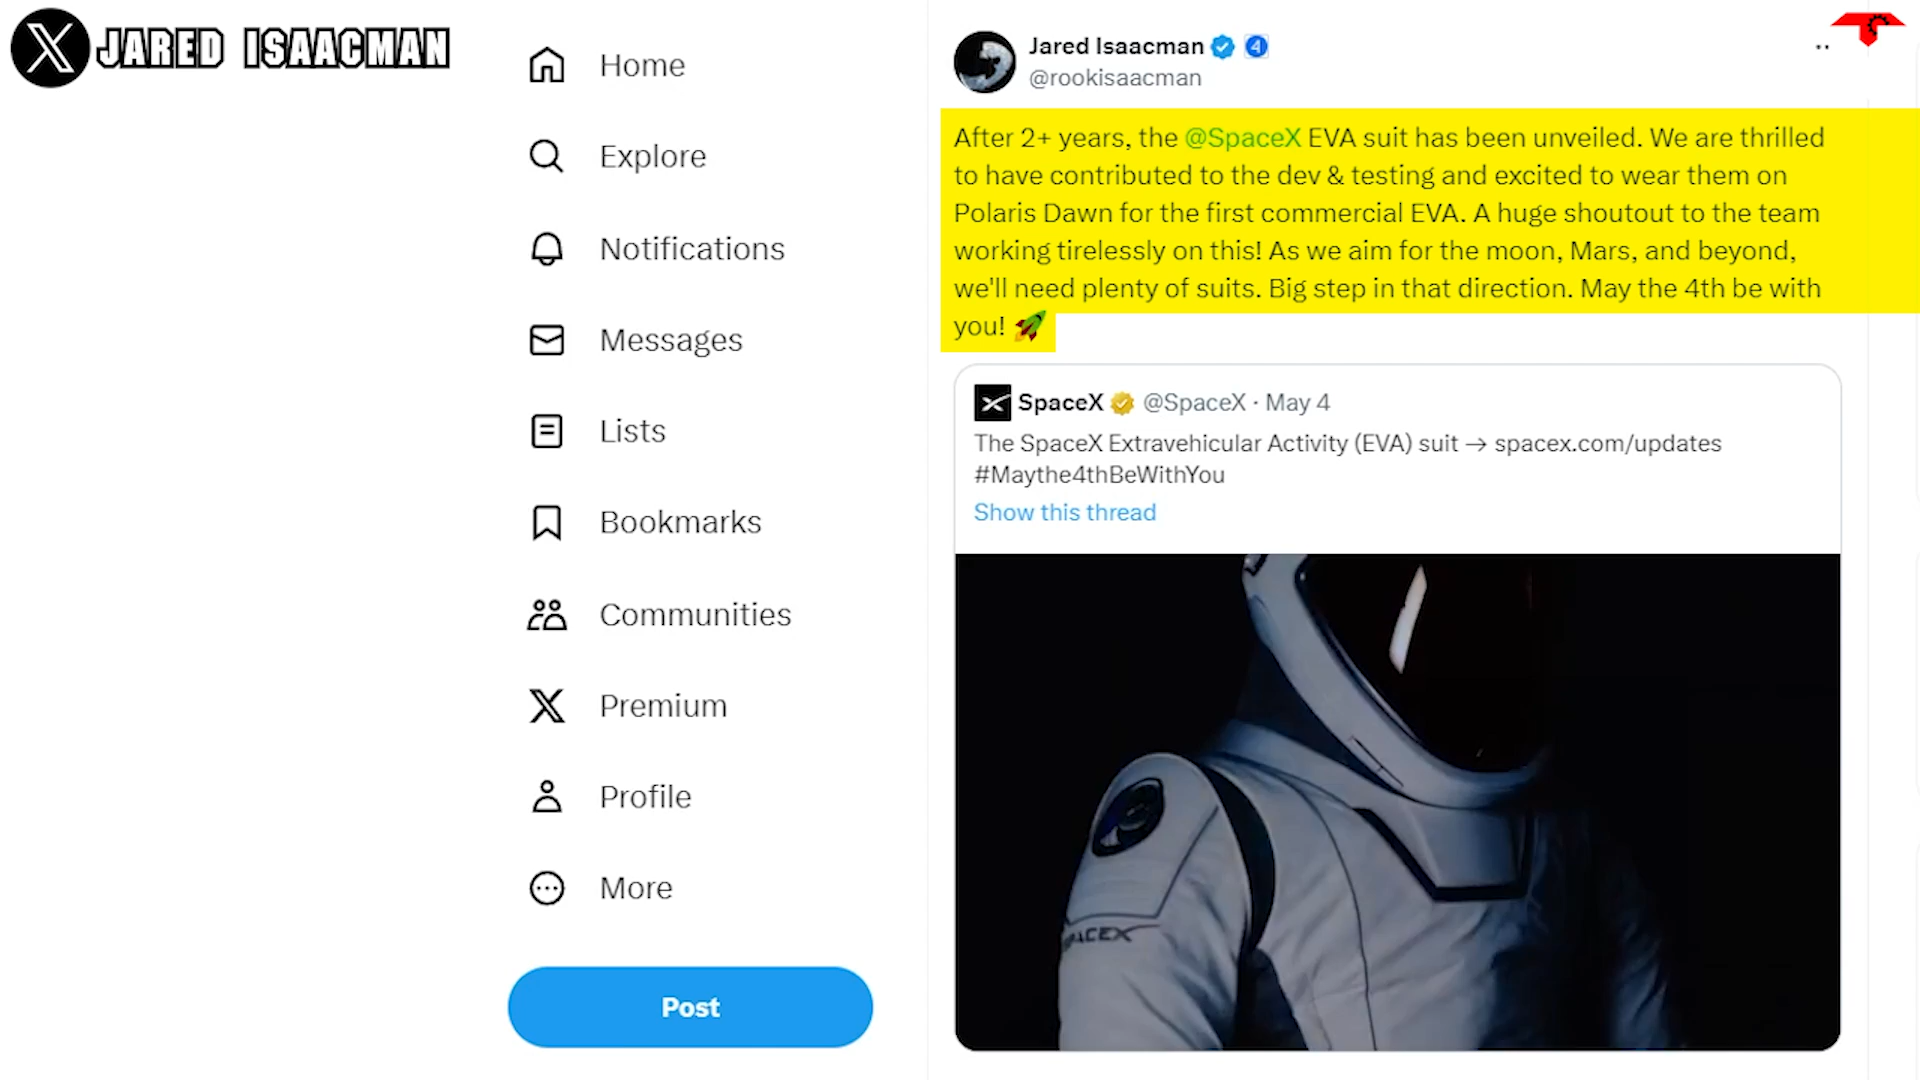 JARED ISAACMAN
Home
Explore
Notifications
Messages
Lists
Bookmarks
Communities
Premium
Profile
More
Post
Jared Isaacman 4
@rookisaacman
After 2+ years, the @SpaceX EVA suit has been unveiled. We are thrilled
to have contributed to the dev & testing and excited to wear them on
Polaris Dawn for the first commercial EVA. A huge shoutout to the team
working tirelessly on this! As we aim for the moon, Mars, and beyond,
we'll need plenty of suits. Big step in that direction. May the 4th be with
you! 🚀
SpaceX @SpaceX · May 4
The SpaceX Extravehicular Activity (EVA) suit → spacex.com/updates
#Maythe4thBeWithYou
Show this thread
SPACEX